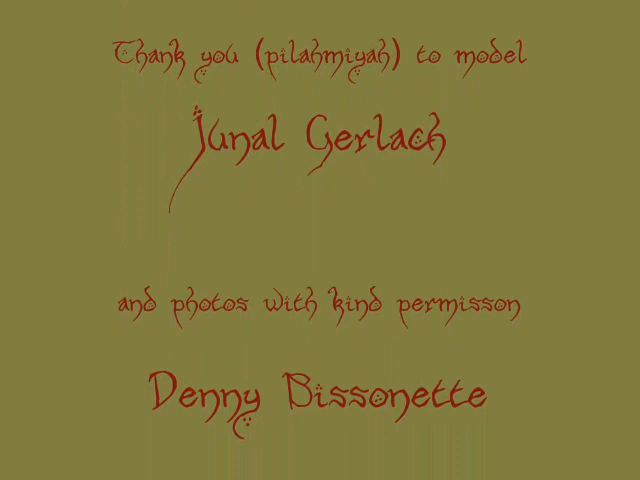 Thank you (pilahmiyah) to model
Junal Gerlach
and photos with kind permisson
Denny Bissonette